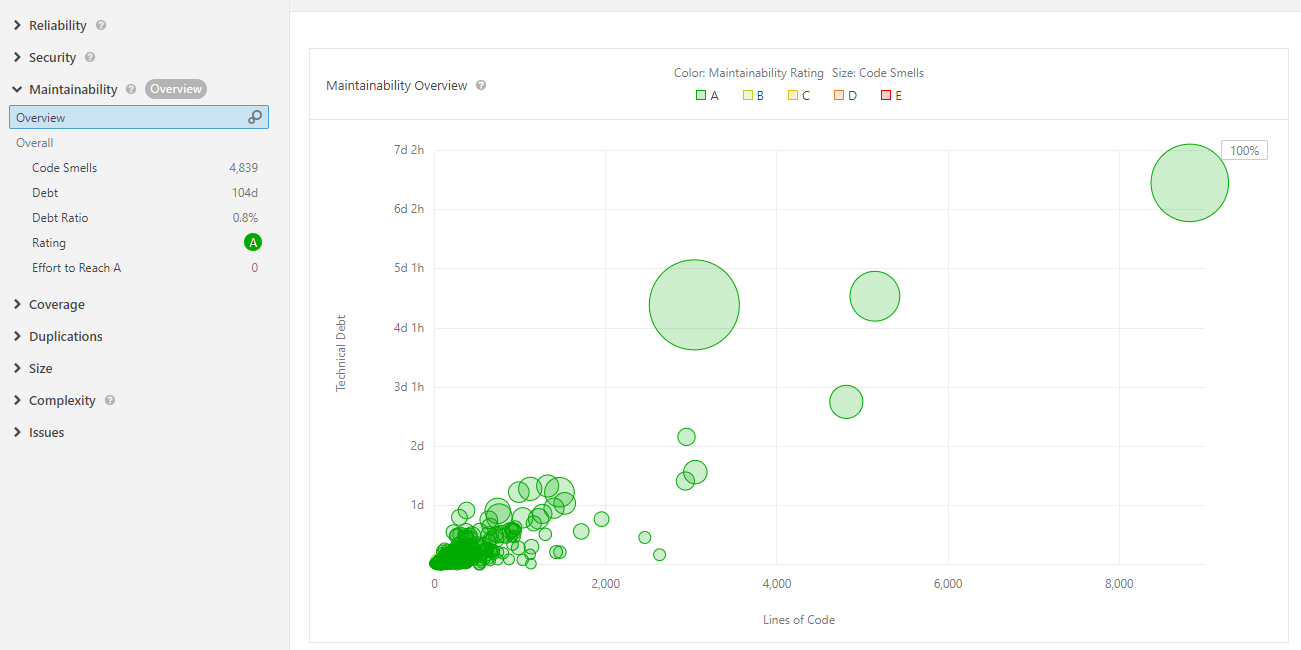 Reliability
Security
Maintainability Overview
Overview
Overall
Code Smells 4,839
Debt 104d
Debt Ratio 0.8%
Rating A
Effort to Reach A 0
Coverage
Duplications
Size
Complexity
Issues
Maintainability Overview
Color: Maintainability Rating Size: Code Smells
A B C D E
100%
7d 2h
6d 2h
5d 1h
4d 1h
3d 1h
2d
1d
Technical Debt
0 2,000 4,000 6,000 8,000
Lines of Code